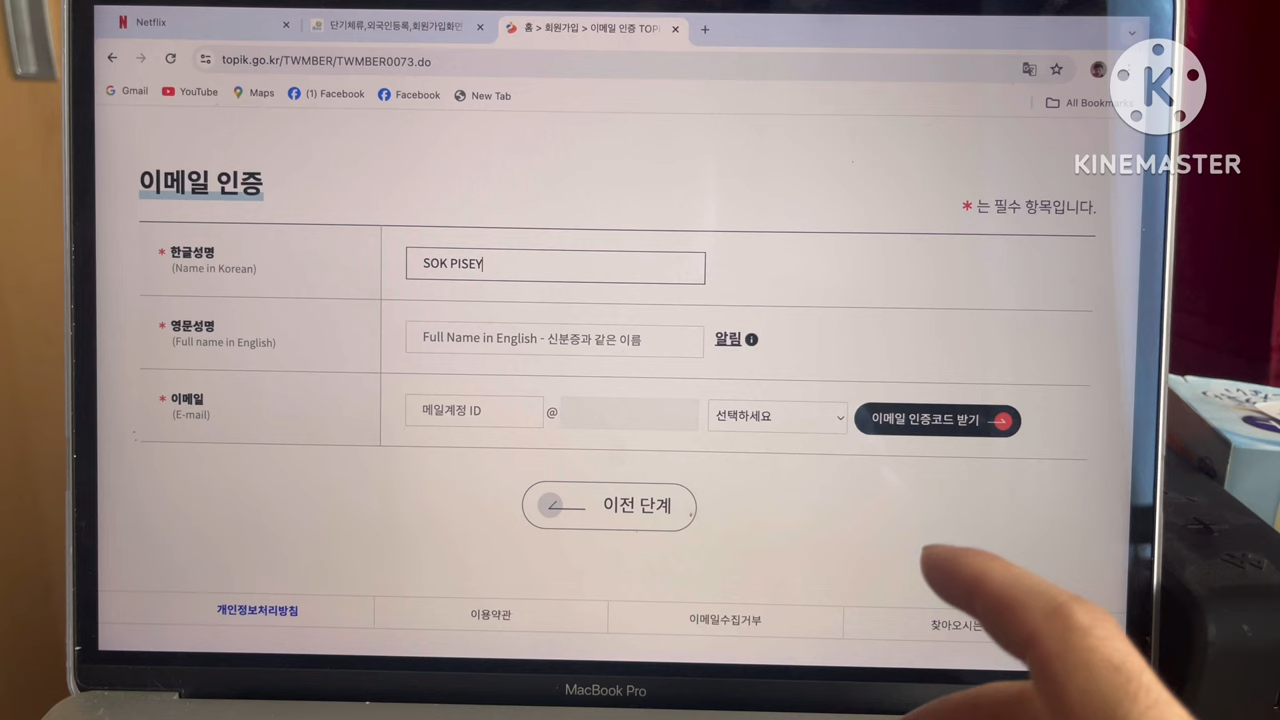 Netflix
단기체류,외국인등록,회원가입화면
홈 > 회원가입 > 이메일 인증 TOPI
topik.go.kr/TWMBER/TWMBER0073.do
Gmail
YouTube
Maps
(1) Facebook
Facebook
New Tab
All Bookmarks
K
KINEMASTER
이메일 인증
* 는 필수 항목입니다.
* 한글성명
(Name in Korean)
SOK PISEY
* 영문성명
(Full name in English)
Full Name in English - 신분증과 같은 이름
알림
* 이메일
(E-mail)
메일계정 ID
@
선택하세요
이메일 인증코드 받기
이전 단계
개인정보처리방침
이용약관
이메일수집거부
찾아오시는
MacBook Pro